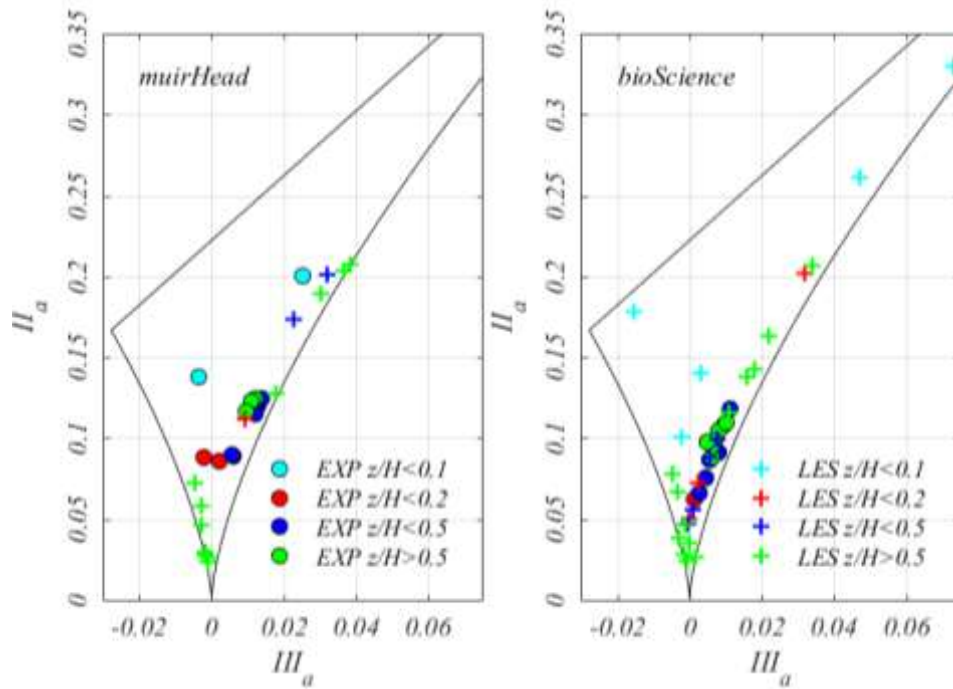 muirHead
0.35
0.3
0.25
0.2
0.15
0.1
0.05
0
II_a
EXP z/H<0.1
EXP z/H<0.2
EXP z/H<0.5
EXP z/H>0.5
-0.02 0 0.02 0.04 0.06
III_a
bioScience
0.35
0.3
0.25
0.2
0.15
0.1
0.05
0
II_a
LES z/H<0.1
LES z/H<0.2
LES z/H<0.5
LES z/H>0.5
-0.02 0 0.02 0.04 0.06
III_a